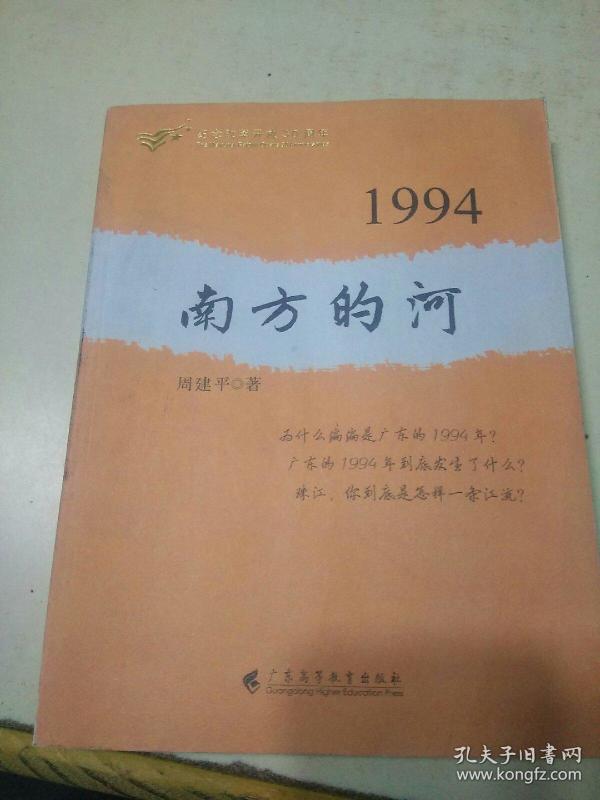 1994
南方的河
周建平◎著
为什么偏偏是广东的1994年?
广东的1994年到底发生了什么?
珠江，你到底是怎样一条江流?
广东高等教育出版社
Guangdong Higher Education Press
孔夫子旧书网
www.kongfz.com